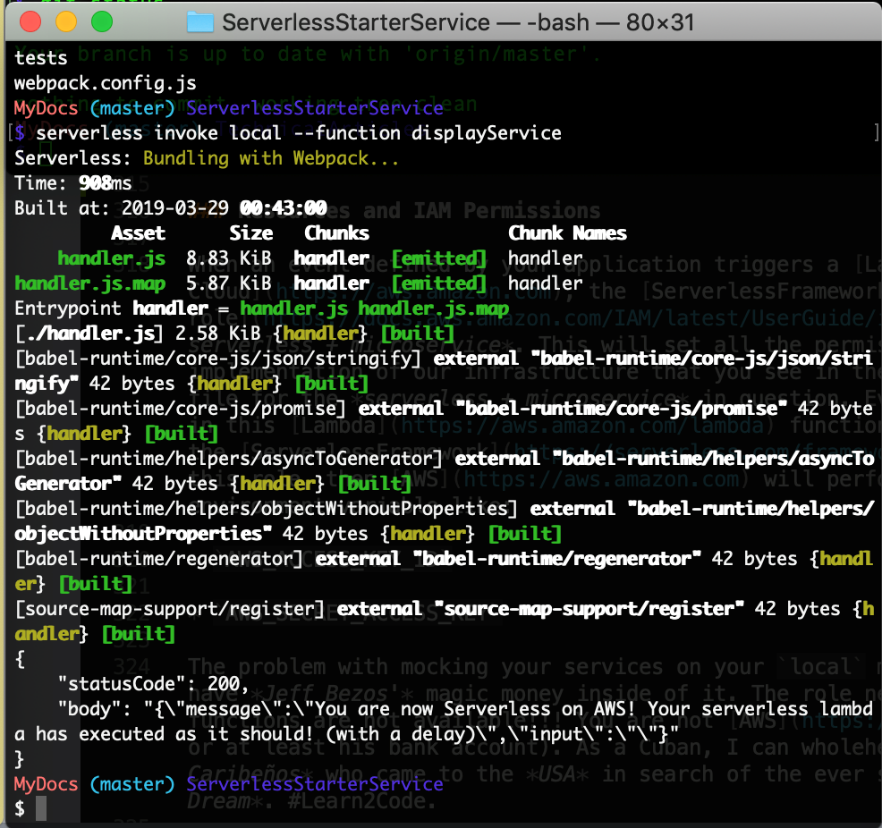 ServerlessStarterService — -bash — 80×31
tests
webpack.config.js
MyDocs (master) ServerlessStarterService
$ serverless invoke local --function displayService
Serverless: Bundling with Webpack...
Time: 908ms
Built at: 2019-03-29 00:43:00
Asset Size Chunks Chunk Names
handler.js 8.83 KiB handler [emitted] handler
handler.js.map 5.87 KiB handler [emitted] handler
Entrypoint handler = handler.js handler.js.map
[./handler.js] 2.58 KiB {handler} [built]
[babel-runtime/core-js/json/stringify] external "babel-runtime/core-js/json/stri
ngify" 42 bytes {handler} [built]
[babel-runtime/core-js/promise] external "babel-runtime/core-js/promise" 42 byte
s {handler} [built]
[babel-runtime/helpers/asyncToGenerator] external "babel-runtime/helpers/asyncTo
Generator" 42 bytes {handler} [built]
[babel-runtime/helpers/objectWithoutProperties] external "babel-runtime/helpers/
objectWithoutProperties" 42 bytes {handler} [built]
[babel-runtime/regenerator] external "babel-runtime/regenerator" 42 bytes {handl
er} [built]
[source-map-support/register] external "source-map-support/register" 42 bytes {h
andler} [built]
{
    "statusCode": 200,
    "body": "{\"message\":\"You are now Serverless on AWS! Your serverless lambd
a has executed as it should! (with a delay)\",\"input\":\"\"}"
}
MyDocs (master) ServerlessStarterService
$